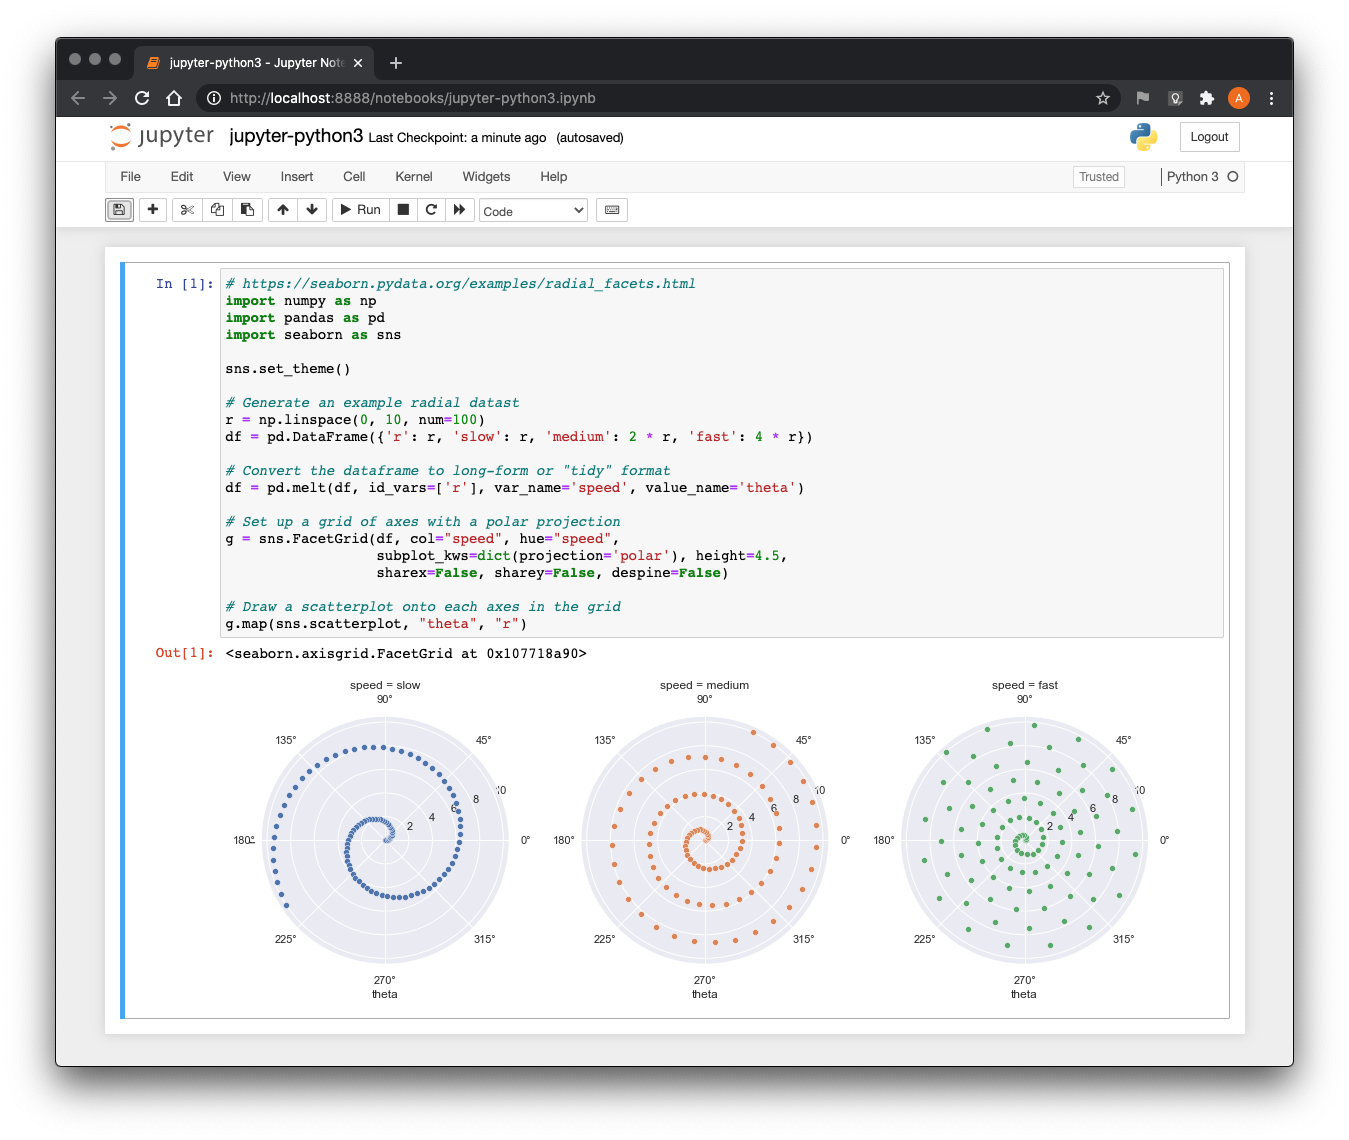 jupyter-python3 - Jupyter Note
http://localhost:8888/notebooks/jupyter-python3.ipynb
A
jupyter jupyter-python3 Last Checkpoint: a minute ago (autosaved) Logout
File Edit View Insert Cell Kernel Widgets Help Trusted Python 3
Run Code
In [1]: # https://seaborn.pydata.org/examples/radial_facets.html
import numpy as np
import pandas as pd
import seaborn as sns
sns.set_theme()
# Generate an example radial datast
r = np.linspace(0, 10, num=100)
df = pd.DataFrame({'r': r, 'slow': r, 'medium': 2 * r, 'fast': 4 * r})
# Convert the dataframe to long-form or "tidy" format
df = pd.melt(df, id_vars=['r'], var_name='speed', value_name='theta')
# Set up a grid of axes with a polar projection
g = sns.FacetGrid(df, col="speed", hue="speed",
subplot_kws=dict(projection='polar'), height=4.5,
sharex=False, sharey=False, despine=False)
# Draw a scatterplot onto each axes in the grid
g.map(sns.scatterplot, "theta", "r")
Out[1]: <seaborn.axisgrid.FacetGrid at 0x107718a90>
speed = slow
90°
135° 45°
10
8
6
4
2
180° 0°
225° 315°
270°
theta
speed = medium
90°
135° 45°
10
8
6
4
2
180° 0°
225° 315°
270°
theta
speed = fast
90°
135° 45°
10
8
6
4
2
180° 0°
225° 315°
270°
theta